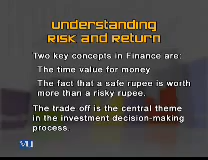 Understanding
Risk and Return
Two key concepts in Finance are:
The time value for money
The fact that a safe rupee is worth
more than a risky rupee.
The trade off is the central theme
in the investment decision-making
process.
VU